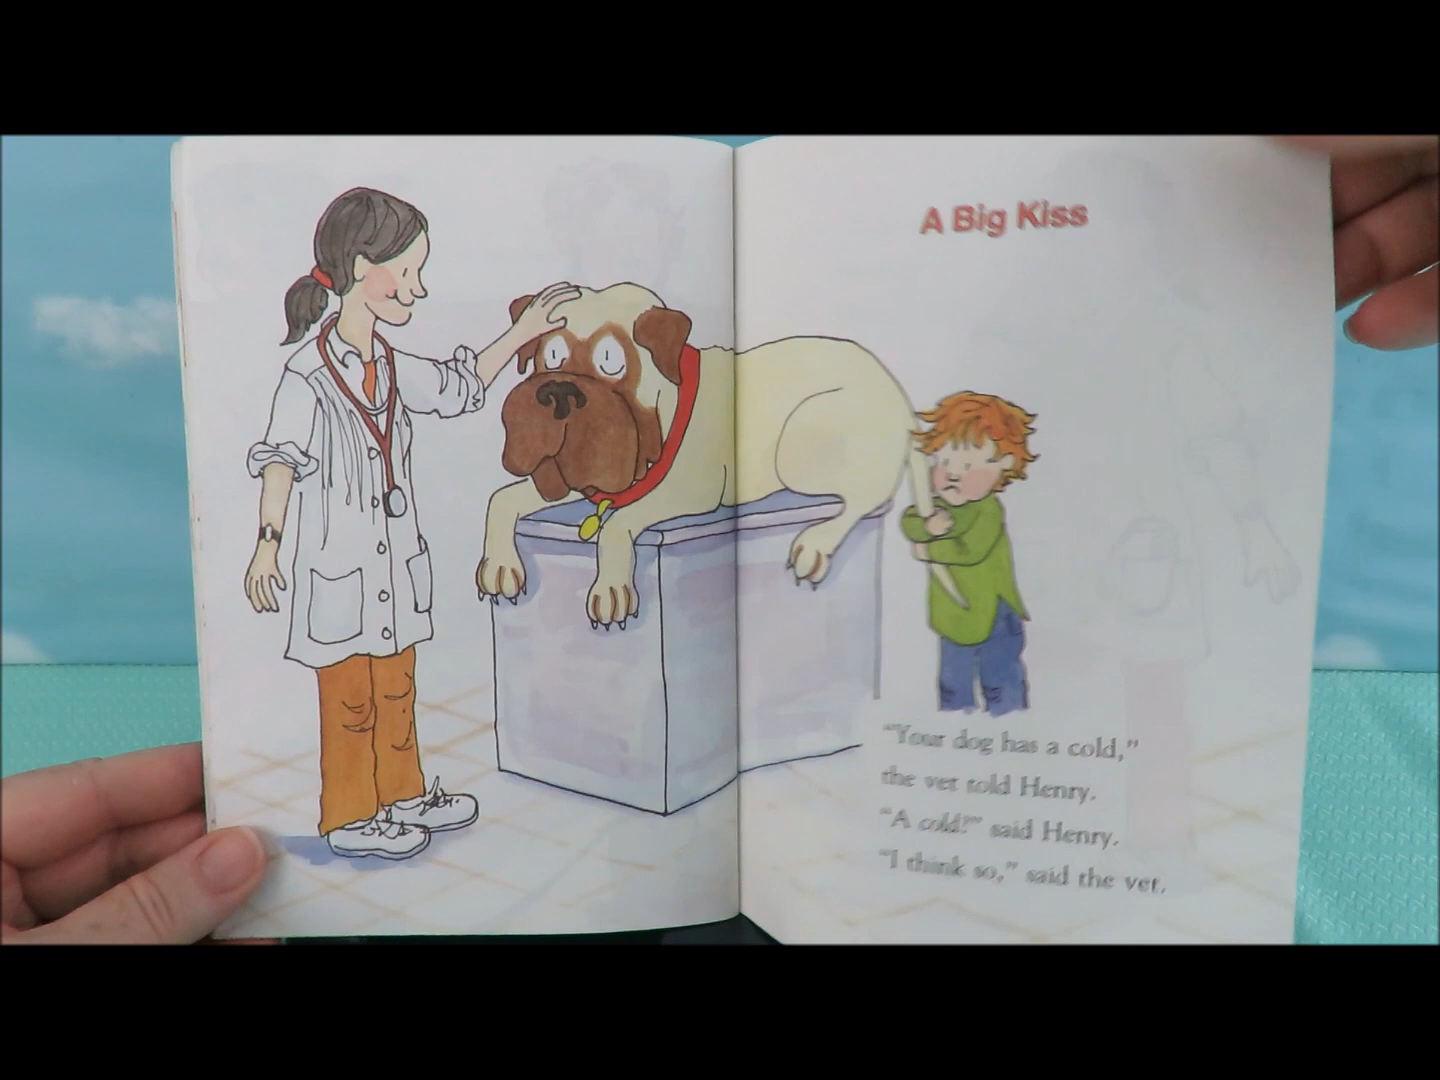 A Big Kiss
“Your dog has a cold,”
the vet told Henry.
“A cold?” said Henry.
“I think so,” said the vet.